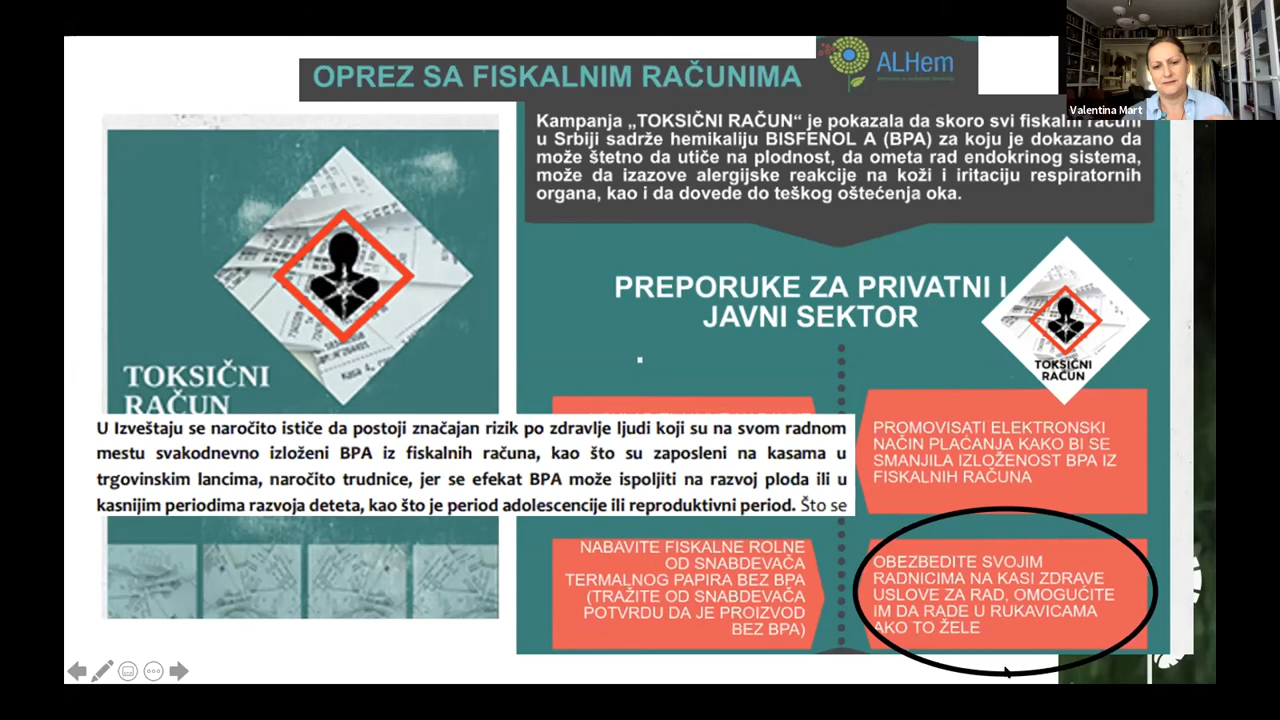 OPREZ SA FISKALNIM RAČUNIMA
ALHem
Valentina Mart
Kampanja „TOKSIČNI RAČUN“ je pokazala da skoro svi fiskalni računi
u Srbiji sadrže hemikaliju BISFENOL A (BPA) za koju je dokazano da
može štetno da utiče na plodnost, da ometa rad endokrinog sistema,
može da izazove alergijske reakcije na koži i iritaciju respiratornih
organa, kao i da dovede do teškog oštećenja oka.
PREPORUKE ZA PRIVATNI I
JAVNI SEKTOR
TOKSIČNI
RAČUN
TOKSIČNI
RAČUN
U Izveštaju se naročito ističe da postoji značajan rizik po zdravlje ljudi koji su na svom radnom
mestu svakodnevno izloženi BPA iz fiskalnih računa, kao što su zaposleni na kasama u
trgovinskim lancima, naročito trudnice, jer se efekat BPA može ispoljiti na razvoj ploda ili u
kasnijim periodima razvoja deteta, kao što je period adolescencije ili reproduktivni period. Što se
PROMOVISATI ELEKTRONSKI
NAČIN PLAĆANJA KAKO BI SE
SMANJILA IZLOŽENOST BPA IZ
FISKALNIH RAČUNA
NABAVITE FISKALNE ROLNE
OD SNABDEVAČA
TERMALNOG PAPIRA BEZ BPA
(TRAŽITE OD SNABDEVAČA
POTVRDU DA JE PROIZVOD
BEZ BPA)
OBEZBEDITE SVOJIM
RADNICIMA NA KASI ZDRAVE
USLOVE ZA RAD, OMOGUĆITE
IM DA RADE U RUKAVICAMA
AKO TO ŽELE